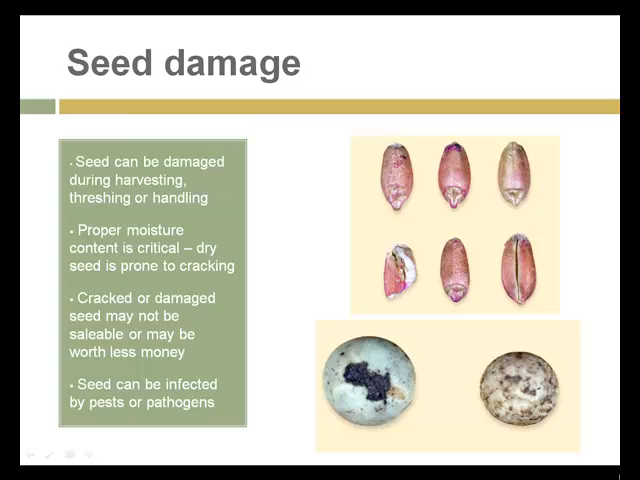 Seed damage
• Seed can be damaged
during harvesting,
threshing or handling
• Proper moisture
content is critical – dry
seed is prone to cracking
• Cracked or damaged
seed may not be
saleable or may be
worth less money
• Seed can be infected
by pests or pathogens